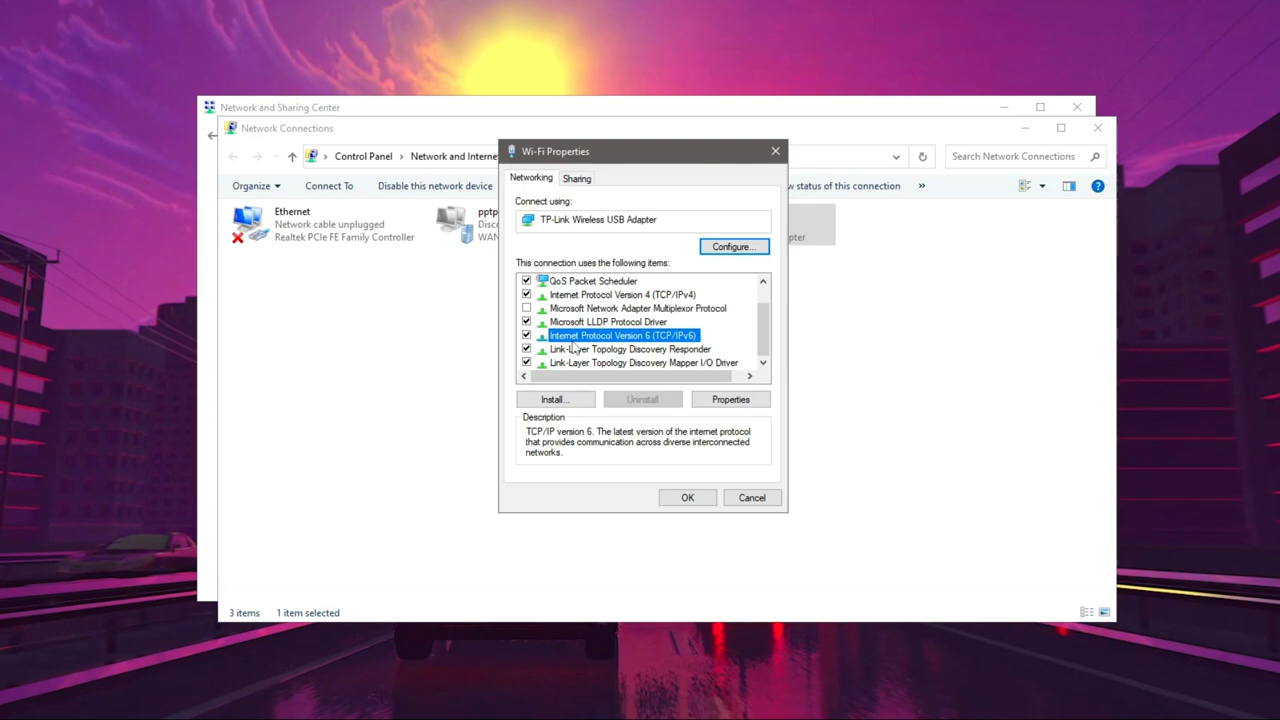 Network and Sharing Center
Network Connections
Control Panel > Network and Interne
Search Network Connections
Organize
Connect To
Disable this network device
w status of this connection
»
Ethernet
Network cable unplugged
Realtek PCIe FE Family Controller
pptp
Disc
WAN
pter
Wi-Fi Properties
Networking
Sharing
Connect using:
TP-Link Wireless USB Adapter
Configure...
This connection uses the following items:
QoS Packet Scheduler
Internet Protocol Version 4 (TCP/IPv4)
Microsoft Network Adapter Multiplexor Protocol
Microsoft LLDP Protocol Driver
Internet Protocol Version 6 (TCP/IPv6)
Link-Layer Topology Discovery Responder
Link-Layer Topology Discovery Mapper I/O Driver
Install...
Uninstall
Properties
Description
TCP/IP version 6. The latest version of the internet protocol
that provides communication across diverse interconnected
networks.
OK
Cancel
3 items
1 item selected